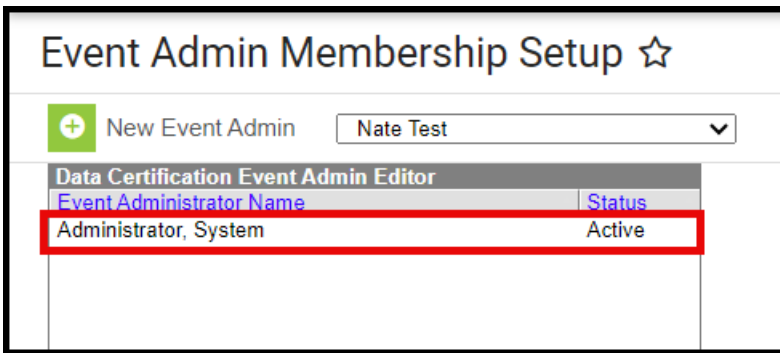 Event Admin Membership Setup
New Event Admin Nate Test
Data Certification Event Admin Editor
Event Administrator Name Status
Administrator, System Active